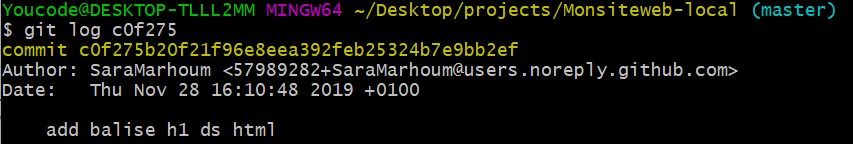 Youcode@DESKTOP-TLLL2MM MINGW64 ~/Desktop/projects/Monsiteweb-local (master)
$ git log c0f275
commit c0f275b20f21f96e8eea392feb25324b7e9bb2ef
Author: SaraMarhoum <57989282+SaraMarhoum@users.noreply.github.com>
Date:   Thu Nov 28 16:10:48 2019 +0100
    add balise h1 ds html